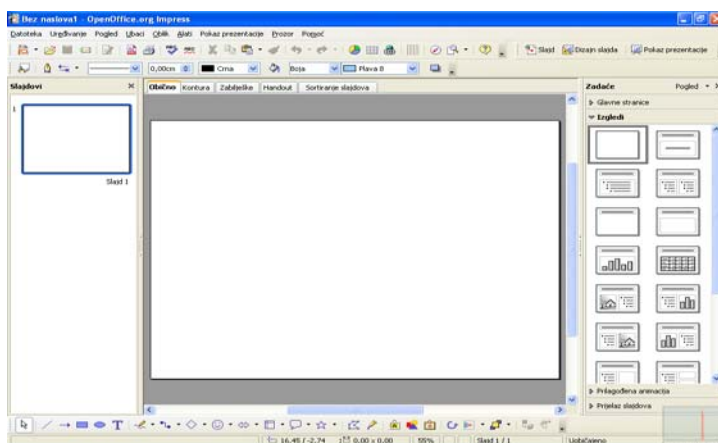 Bez naslova1 - OpenOffice.org Impress
Datoteka Uređivanje Pogled Ubaci Oblik Alati Pokaz prezentacije Prozor Pomoć
Slajd Dizajn slajda Pokaz prezentacije
0,00cm Crna Boja Plava 8
Slajdovi
Obično Kontura Zabilješke Handout Sortiranje slajdova
Zadaće Pogled
Glavne stranice
Izgledi
1
Slajd 1
Prilagođena animacija
Prijelaz slajdova
T
16,45 / -2,74 0,00 x 0,00 55% Slajd 1 / 1 Uobičajeno